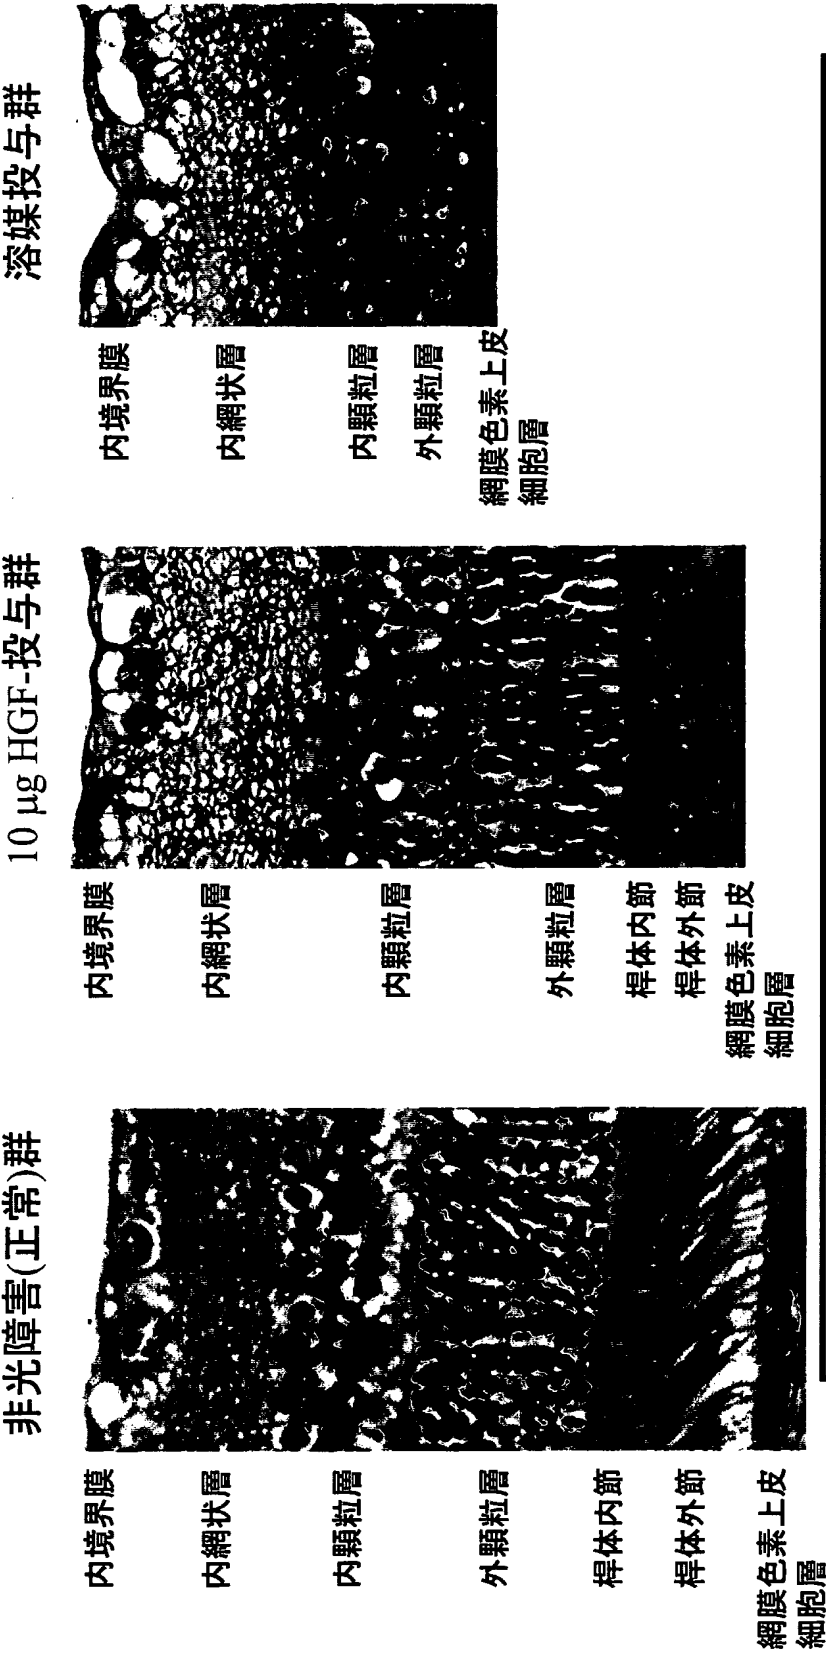 非光障害(正常)群
内境界膜
内網状層
内顆粒層
外顆粒層
桿体内節
桿体外節
網膜色素上皮
細胞層
10 μg HGF-投与群
内境界膜
内網状層
内顆粒層
外顆粒層
桿体内節
桿体外節
網膜色素上皮
細胞層
溶媒投与群
内境界膜
内網状層
内顆粒層
外顆粒層
網膜色素上皮
細胞層